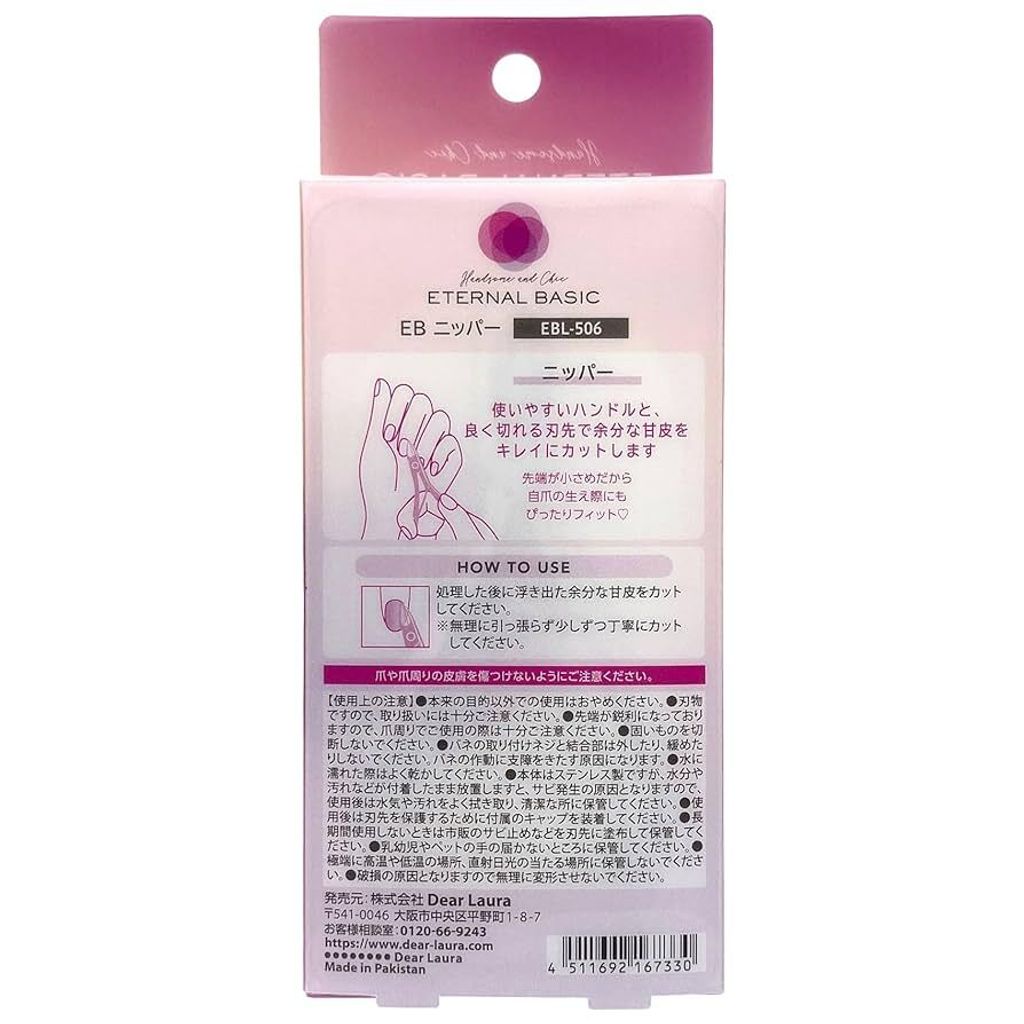 Handsome and Chic
ETERNAL BASIC
Handsome and Chic
ETERNAL BASIC
EB ニッパー EBL-506
ニッパー
使いやすいハンドルと、
良く切れる刃先で余分な甘皮を
キレイにカットします
先端が小さめだから
自爪の生え際にも
ぴったりフィット♡
HOW TO USE
処理した後に浮き出た余分な甘皮をカット
してください。
※無理に引っ張らず少しずつ丁寧にカット
してください。
爪や爪周りの皮膚を傷つけないようにご注意ください。
【使用上の注意】●本来の目的以外での使用はおやめください。●刃物
ですので、取り扱いには十分ご注意ください。●先端が鋭利になっており
ますので、爪周りでご使用の際は十分ご注意ください。●固いものを切
断しないでください。●バネの取り付けネジと結合部は外したり、緩めた
りしないでください。バネの作動に支障をきたす原因になります。●水に
濡れた際はよく乾かしてください。●本体はステンレス製ですが、水分や
汚れなどが付着したまま放置しますと、サビ発生の原因となりますので、
使用後は水気や汚れをよく拭き取り、清潔な所に保管してください。●使
用後は刃先を保護するために付属のキャップを装着してください。●長
期間使用しないときは市販のサビ止めなどを刃先に塗布して保管してく
ださい。●乳幼児やペットの手の届かないところに保管してください。●
極端に高温や低温の場所、直射日光の当たる場所に保管しないでくださ
い。●破損の原因となりますので無理に変形させないでください。
発売元：株式会社 Dear Laura
〒541-0046 大阪市中央区平野町1-8-7
お客様相談室：0120-66-9243
https://www.dear-laura.com
●●●●●●●● Dear Laura
Made in Pakistan
4 511692 167330